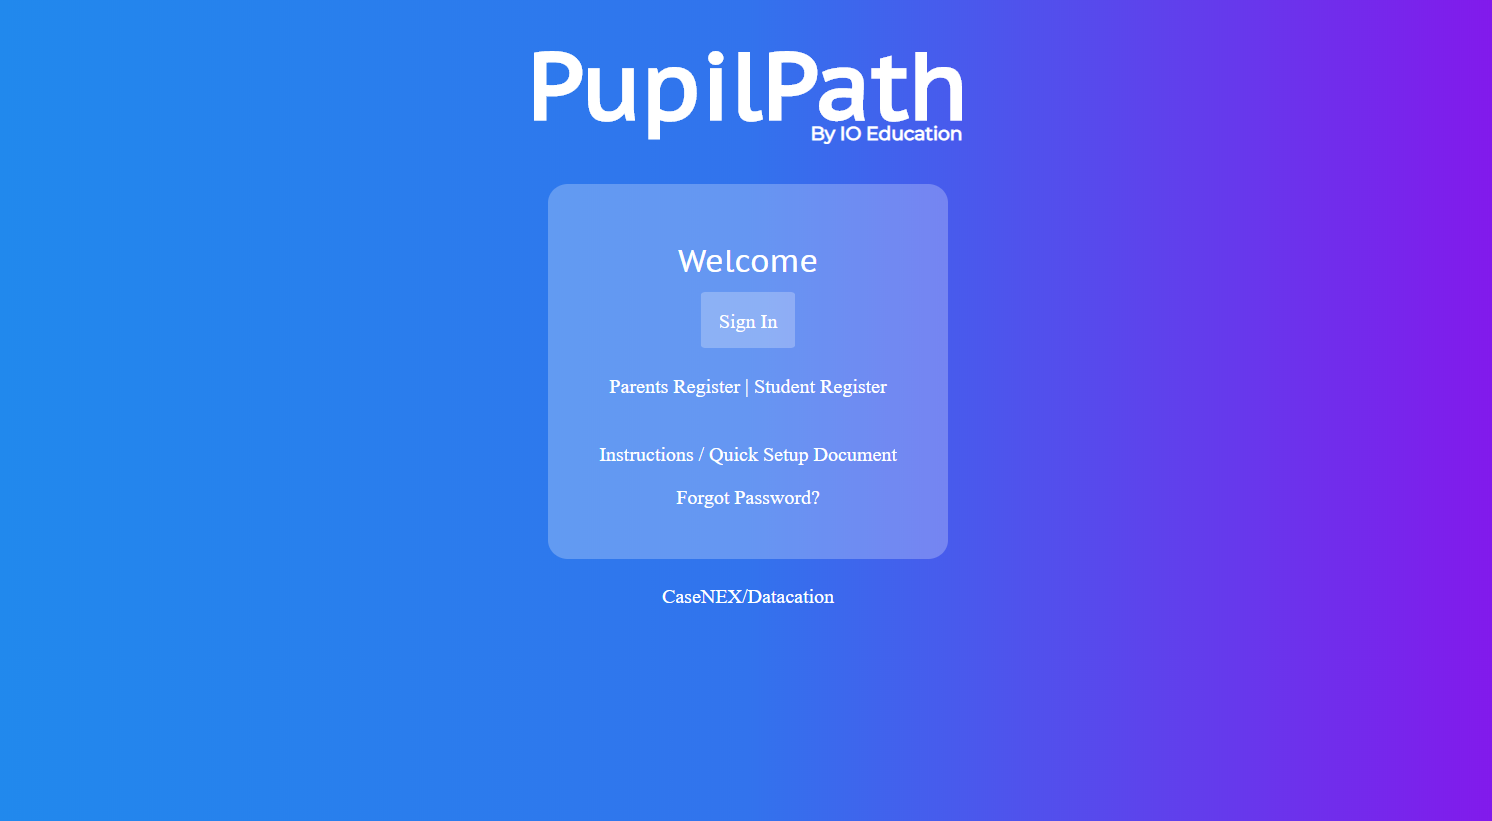 PupilPath
By IO Education
Welcome
Sign In
Parents Register | Student Register
Instructions / Quick Setup Document
Forgot Password?
CaseNEX/Datacation